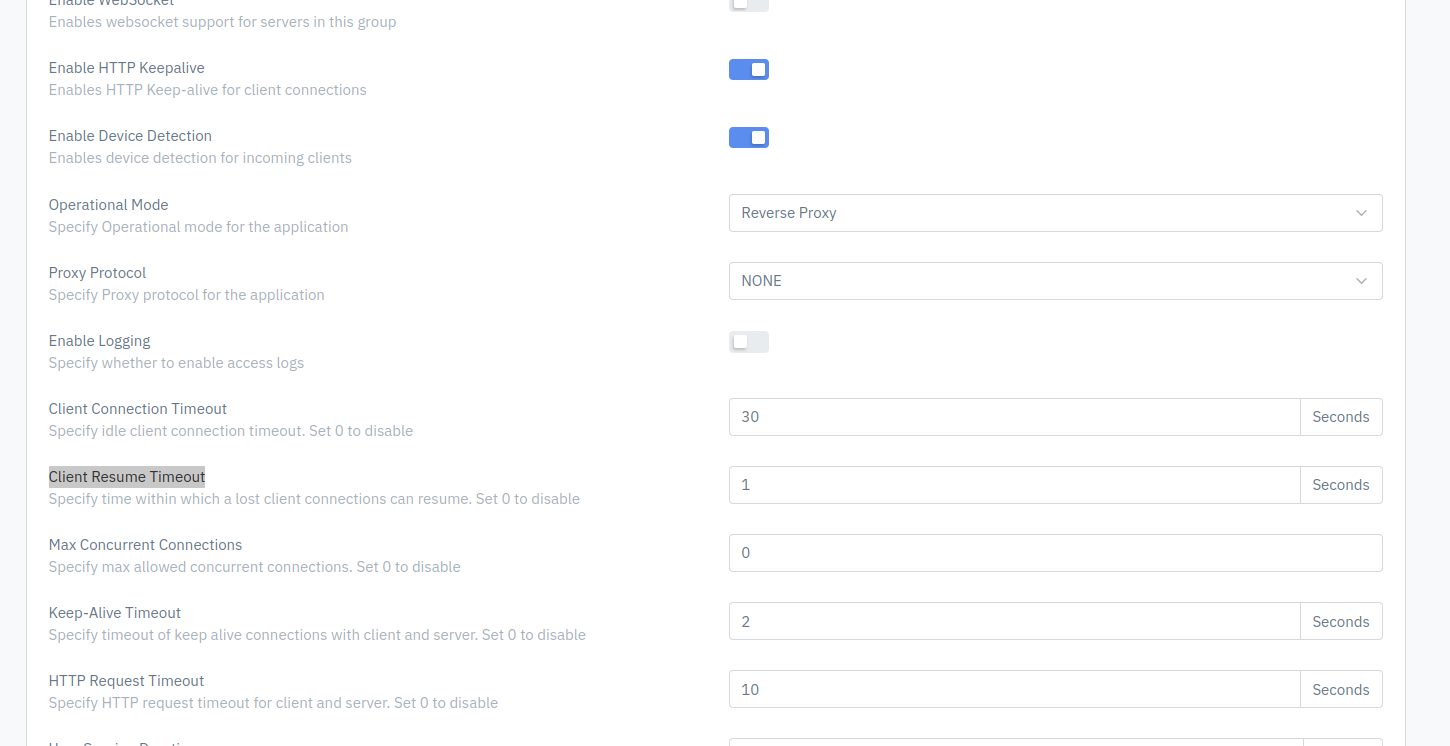 Enable WebSocket
Enables websocket support for servers in this group
Enable HTTP Keepalive
Enables HTTP Keep-alive for client connections
Enable Device Detection
Enables device detection for incoming clients
Operational Mode
Reverse Proxy
Specify Operational mode for the application
Proxy Protocol
NONE
Specify Proxy protocol for the application
Enable Logging
Specify whether to enable access logs
Client Connection Timeout
30 Seconds
Specify idle client connection timeout. Set 0 to disable
Client Resume Timeout
1 Seconds
Specify time within which a lost client connections can resume. Set 0 to disable
Max Concurrent Connections
0
Specify max allowed concurrent connections. Set 0 to disable
Keep-Alive Timeout
2 Seconds
Specify timeout of keep alive connections with client and server. Set 0 to disable
HTTP Request Timeout
10 Seconds
Specify HTTP request timeout for client and server. Set 0 to disable